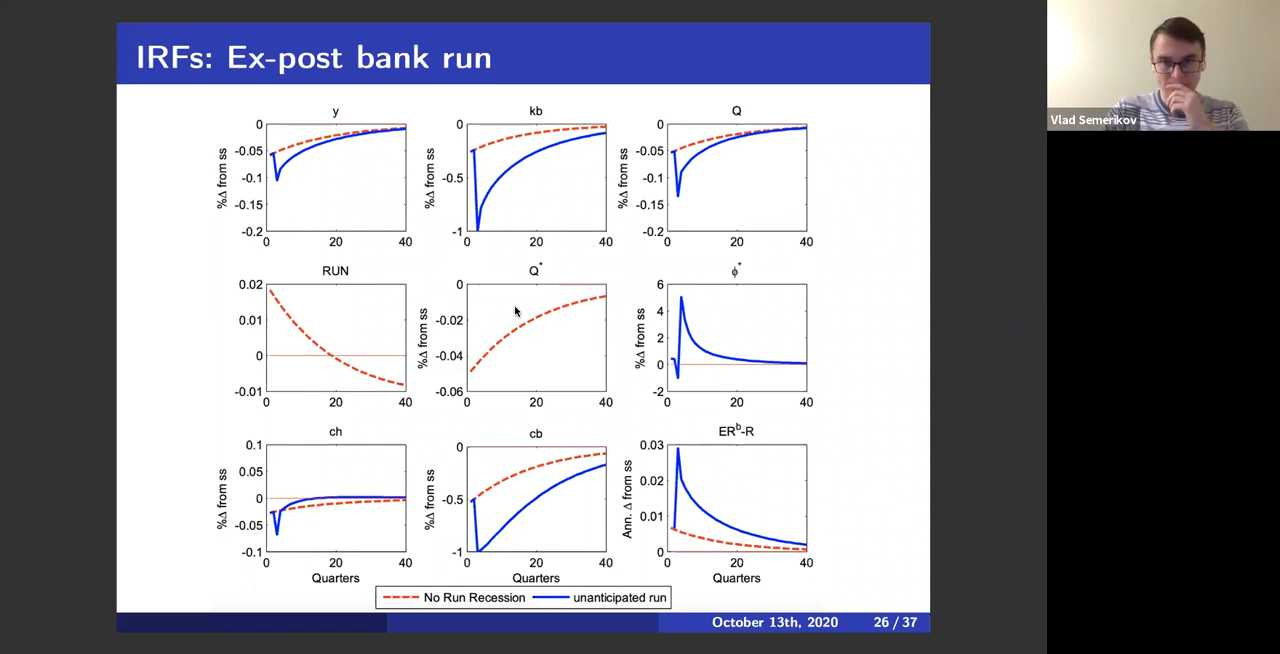 IRFs: Ex-post bank run
Vlad Semerikov
y
kb
Q
%Δ from ss
0
-0.05
-0.1
-0.15
-0.2
0 20 40
%Δ from ss
0
-0.5
-1
0 20 40
%Δ from ss
0
-0.05
-0.1
-0.15
-0.2
0 20 40
RUN
Q*
ϕ*
0.02
0.01
0
-0.01
0 20 40
%Δ from ss
0
-0.02
-0.04
-0.06
0 20 40
%Δ from ss
6
4
2
0
-2
0 20 40
ch
cb
ERᵇ-R
%Δ from ss
0.1
0.05
0
-0.05
-0.1
0 20 40
Quarters
%Δ from ss
0
-0.5
-1
0 20 40
Quarters
Ann. Δ from ss
0.03
0.02
0.01
0
0 20 40
Quarters
No Run Recession unanticipated run
October 13th, 2020 26 / 37